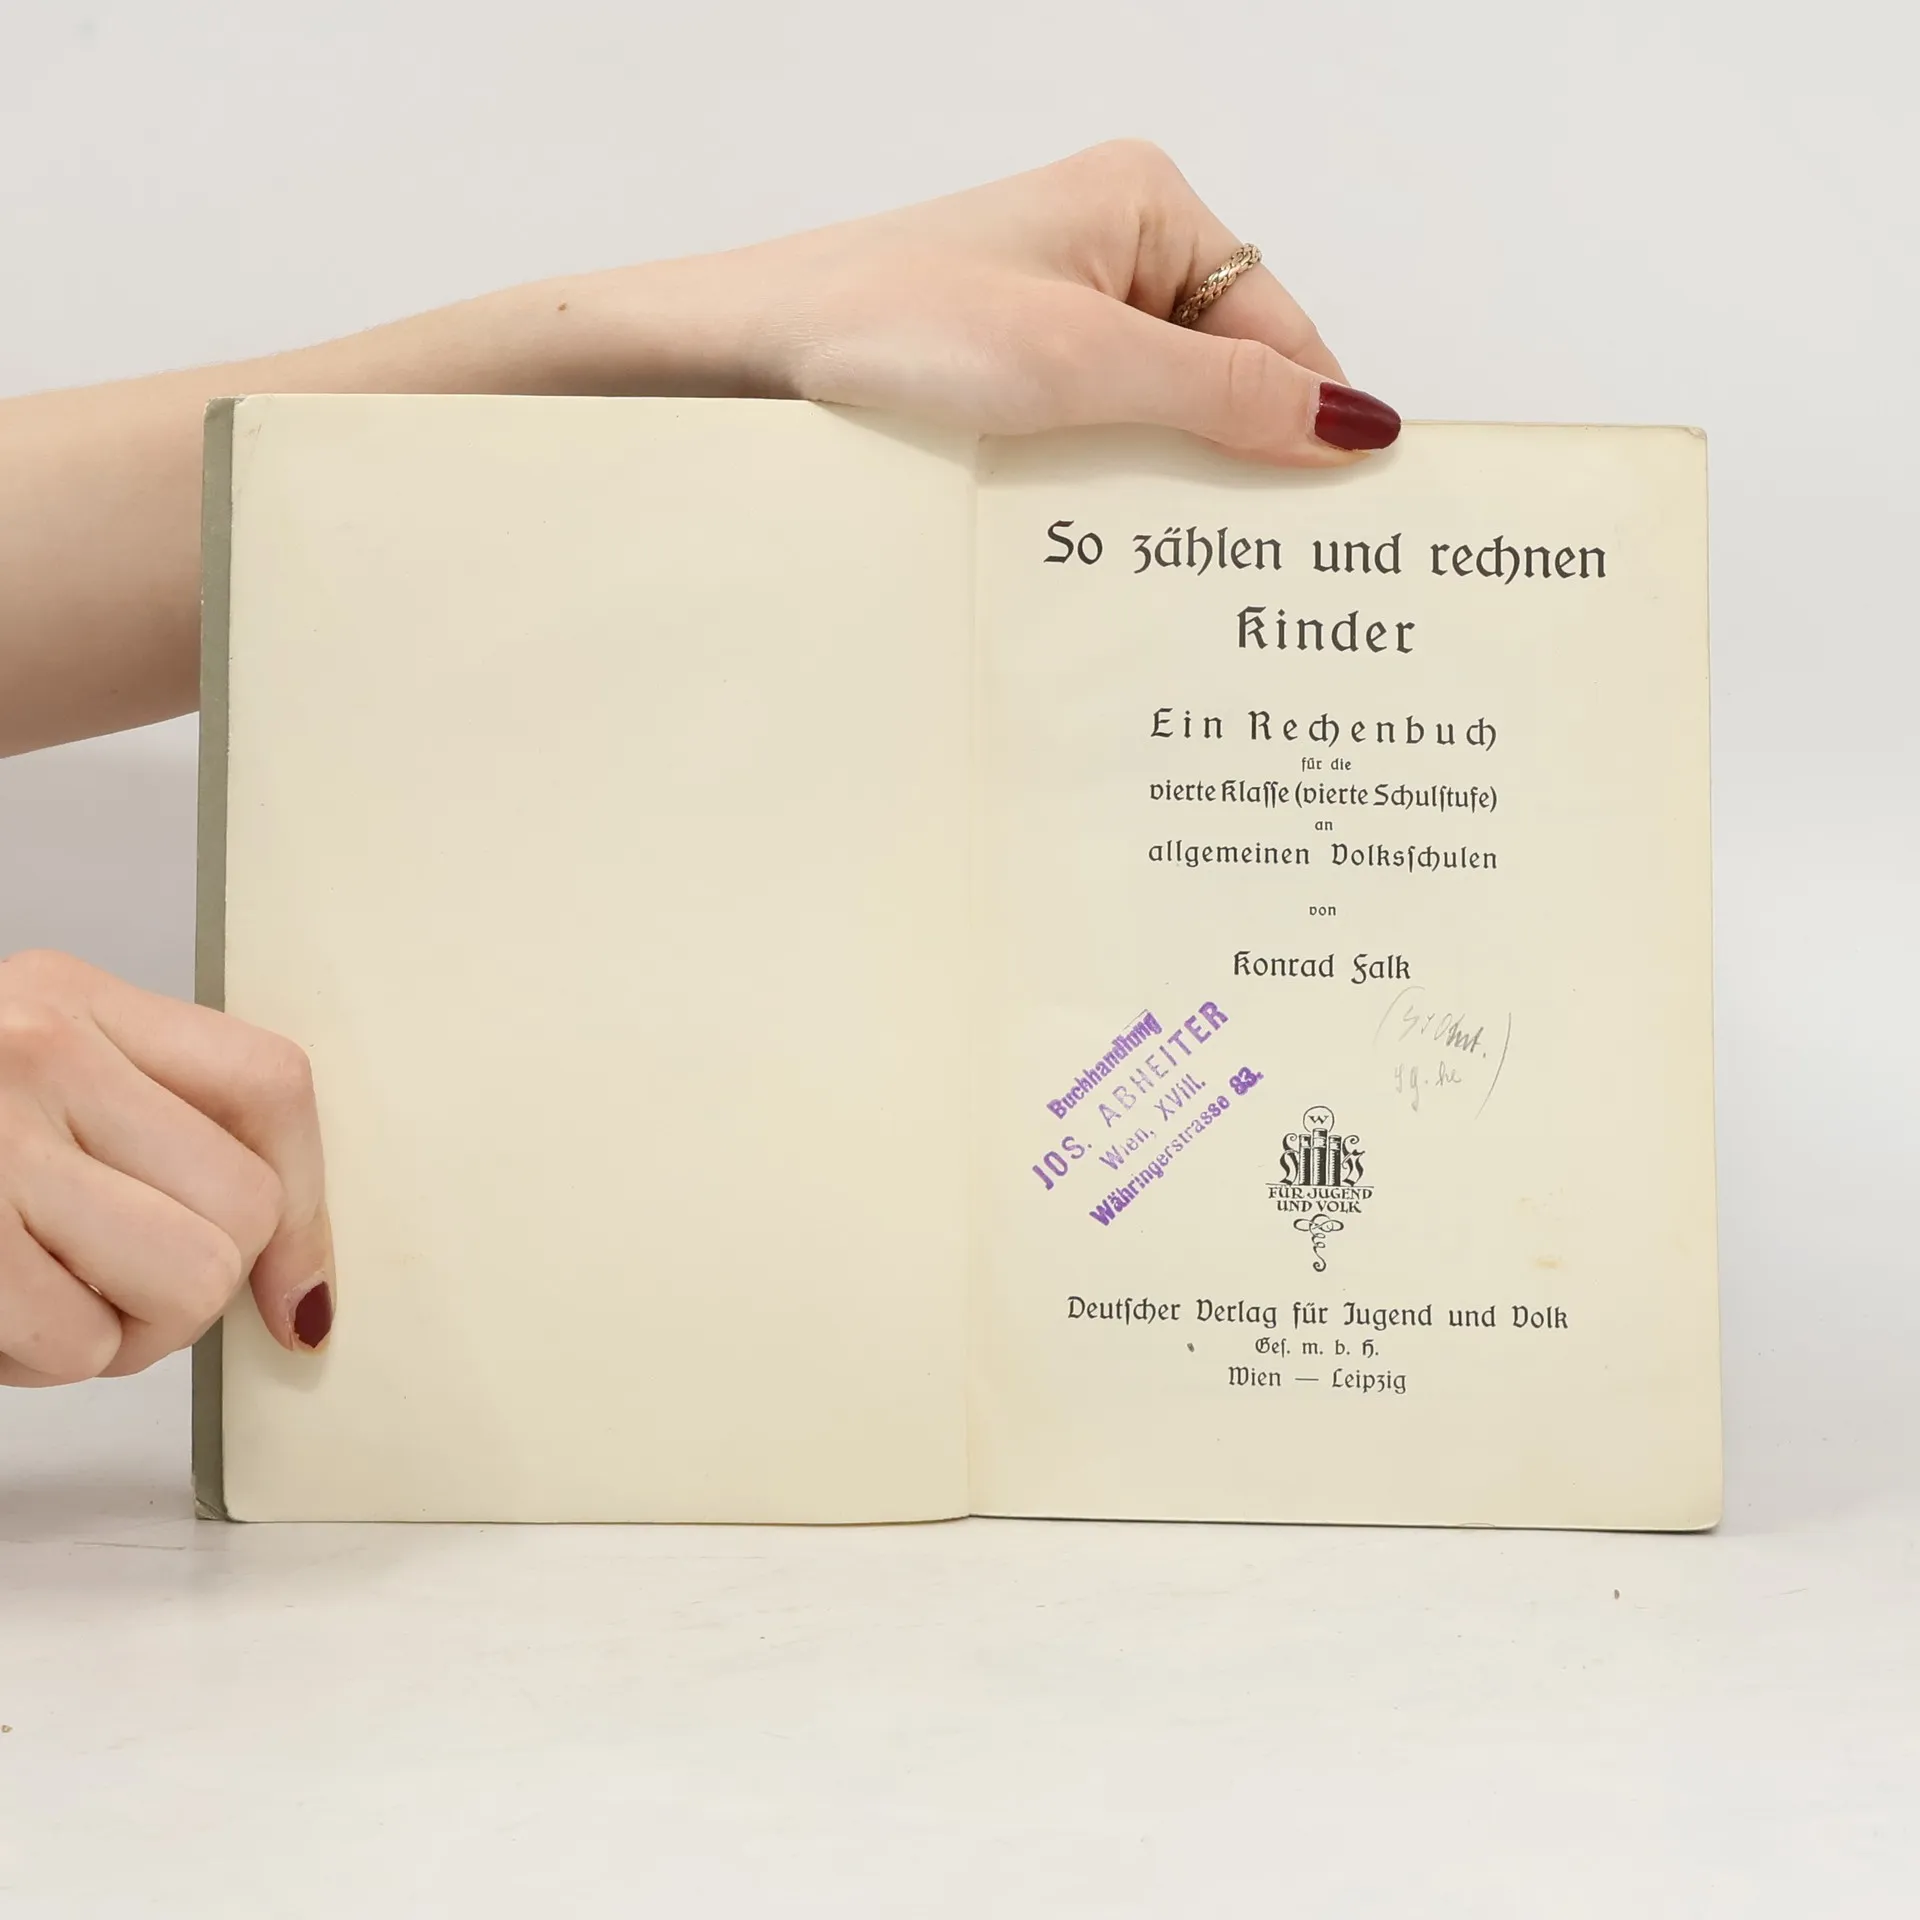 So zählen und rechnen
Kinder
Ein Rechenbuch
für die
vierte Klaſſe (vierte Schulſtufe)
an
allgemeinen Volksſchulen
von
Konrad Falk
Buchhandlung
JOS. ABHEITER
Wien, XVIII.
Währingerstrasse 83.
W
FÜR JUGEND
UND VOLK
Deutſcher Verlag für Jugend und Volk
Geſ. m. b. H.
Wien — Leipzig